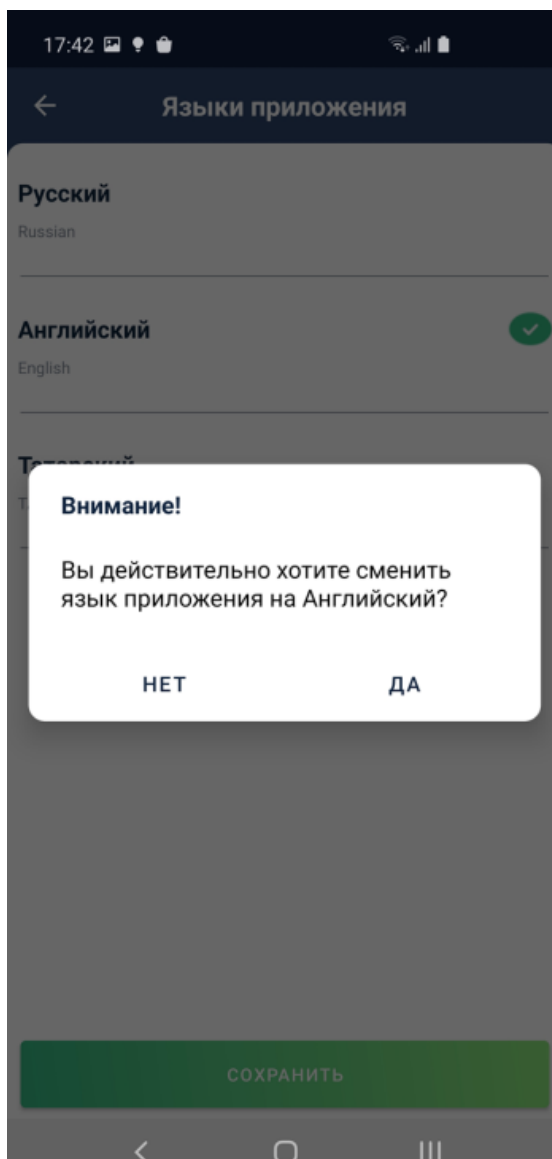 17:42
Языки приложения
Русский
Russian
Английский
English
Внимание!
Вы действительно хотите сменить
язык приложения на Английский?
НЕТ ДА
СОХРАНИТЬ